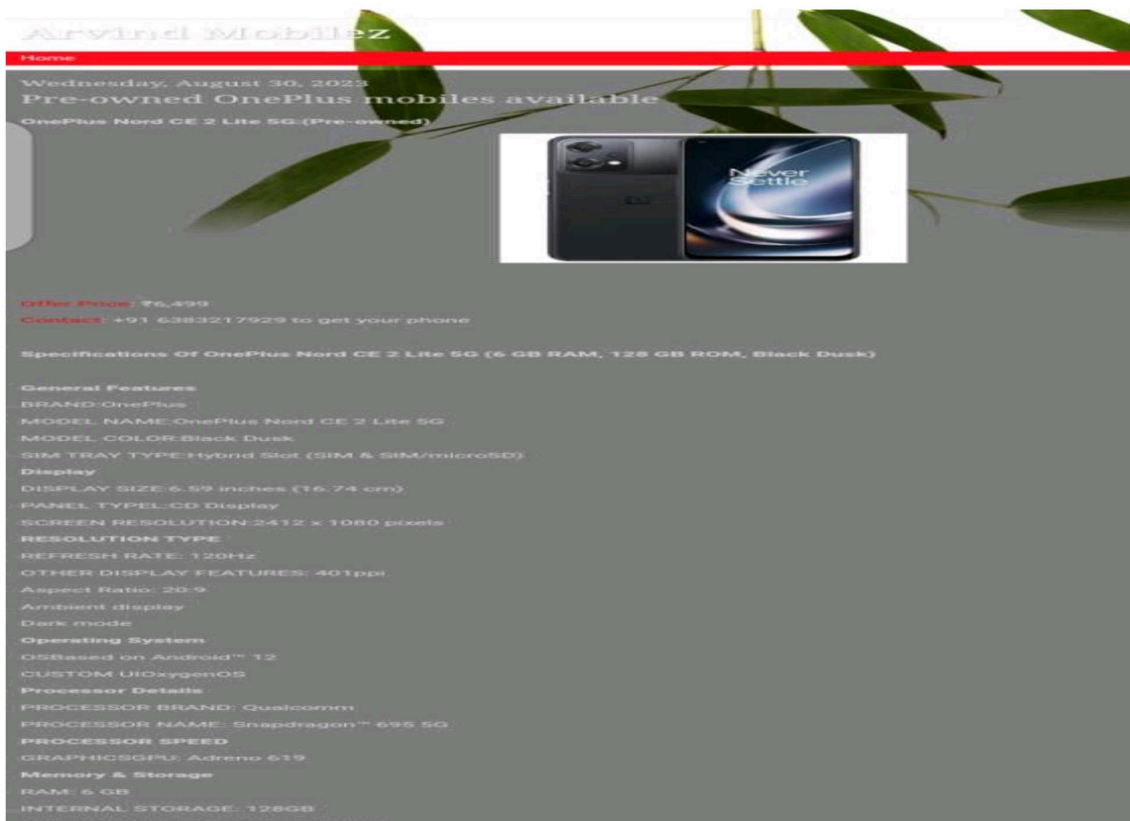 Arvind Mobilez
Home
Wednesday, August 30, 2023
Pre-owned OnePlus mobiles available
OnePlus Nord CE 2 Lite 5G:(Pre-owned)
Never
Settle
Offer Price: ₹6,499
Contact: +91 6383217929 to get your phone
Specifications Of OnePlus Nord CE 2 Lite 5G (6 GB RAM, 128 GB ROM, Black Dusk)
General Features
BRAND:OnePlus
MODEL NAME:OnePlus Nord CE 2 Lite 5G
MODEL COLOR:Black Dusk
SIM TRAY TYPE:Hybrid Slot (SIM & SIM/microSD)
Display
DISPLAY SIZE:6.59 inches (16.74 cm)
PANEL TYPEL:CD Display
SCREEN RESOLUTION:2412 x 1080 pixels
RESOLUTION TYPE
REFRESH RATE: 120Hz
OTHER DISPLAY FEATURES: 401ppi
Aspect Ratio: 20:9
Ambient display
Dark mode
Operating System
OSBased on Android™ 12
CUSTOM UIOxygenOS
Processor Details
PROCESSOR BRAND: Qualcomm
PROCESSOR NAME: Snapdragon™ 695 5G
PROCESSOR SPEED
GRAPHICSGPU: Adreno 619
Memory & Storage
RAM: 6 GB
INTERNAL STORAGE: 128GB